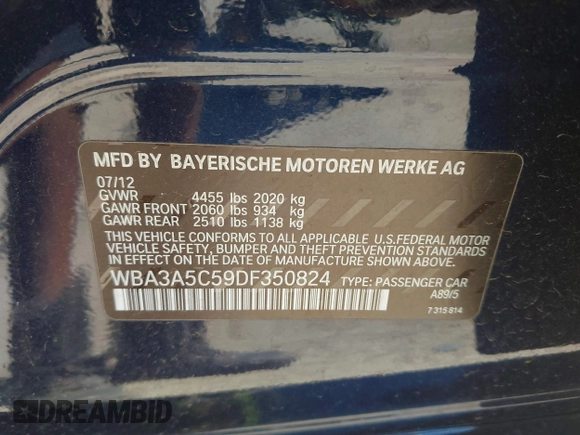 MFD BY BAYERISCHE MOTOREN WERKE AG
07/12
GVWR 4455 lbs 2020 kg
GAWR FRONT 2060 lbs 934 kg
GAWR REAR 2510 lbs 1138 kg
THIS VEHICLE CONFORMS TO ALL APPLICABLE U.S.FEDERAL MOTOR
VEHICLE SAFETY, BUMPER, AND THEFT PREVENTION STANDARDS
IN EFFECT ON THE DATE OF MANUFACTURE SHOWN ABOVE.
WBA3A5C59DF350824 TYPE: PASSENGER CAR
A89/5
7 315 814
DREAMBID